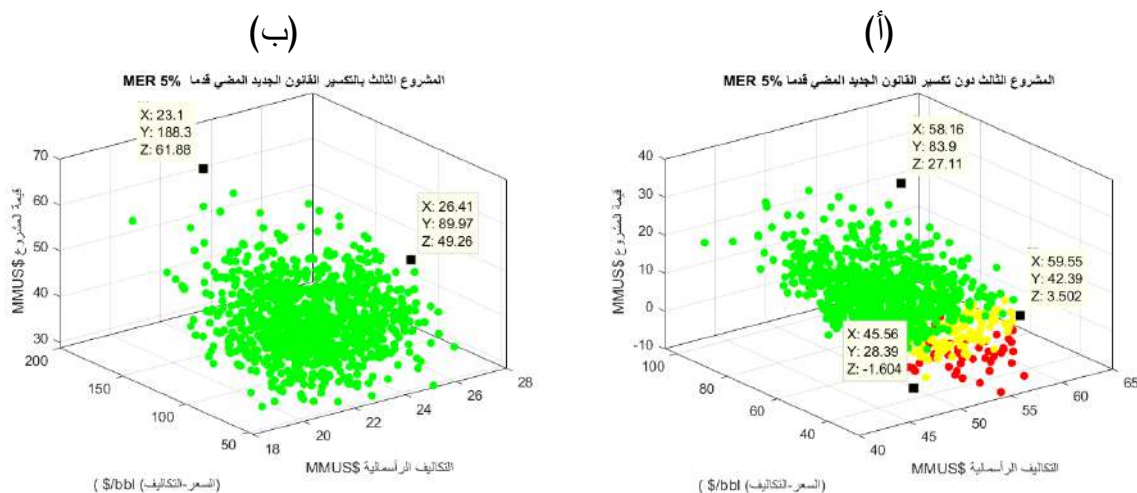 (أ)
المشروع الثالث دون تكسير القانون الجديد المضي قدما MER 5%
X: 58.16
Y: 83.9
Z: 27.11
X: 59.55
Y: 42.39
Z: 3.502
X: 45.56
Y: 28.39
Z: -1.604
قيمة المشروع MMUS$
40
30
20
10
0
-10
100
80
60
40
40
45
50
55
60
65
التكاليف الرأسمالية MMUS$
(السعر-التكاليف) $/bbl )
(ب)
المشروع الثالث بالتكسير القانون الجديد المضي قدما MER 5%
X: 23.1
Y: 188.3
Z: 61.88
X: 26.41
Y: 89.97
Z: 49.26
قيمة المشروع MMUS$
70
60
50
40
30
200
150
100
50
18
20
22
24
26
28
التكاليف الرأسمالية MMUS$
(السعر-التكاليف) $/bbl )